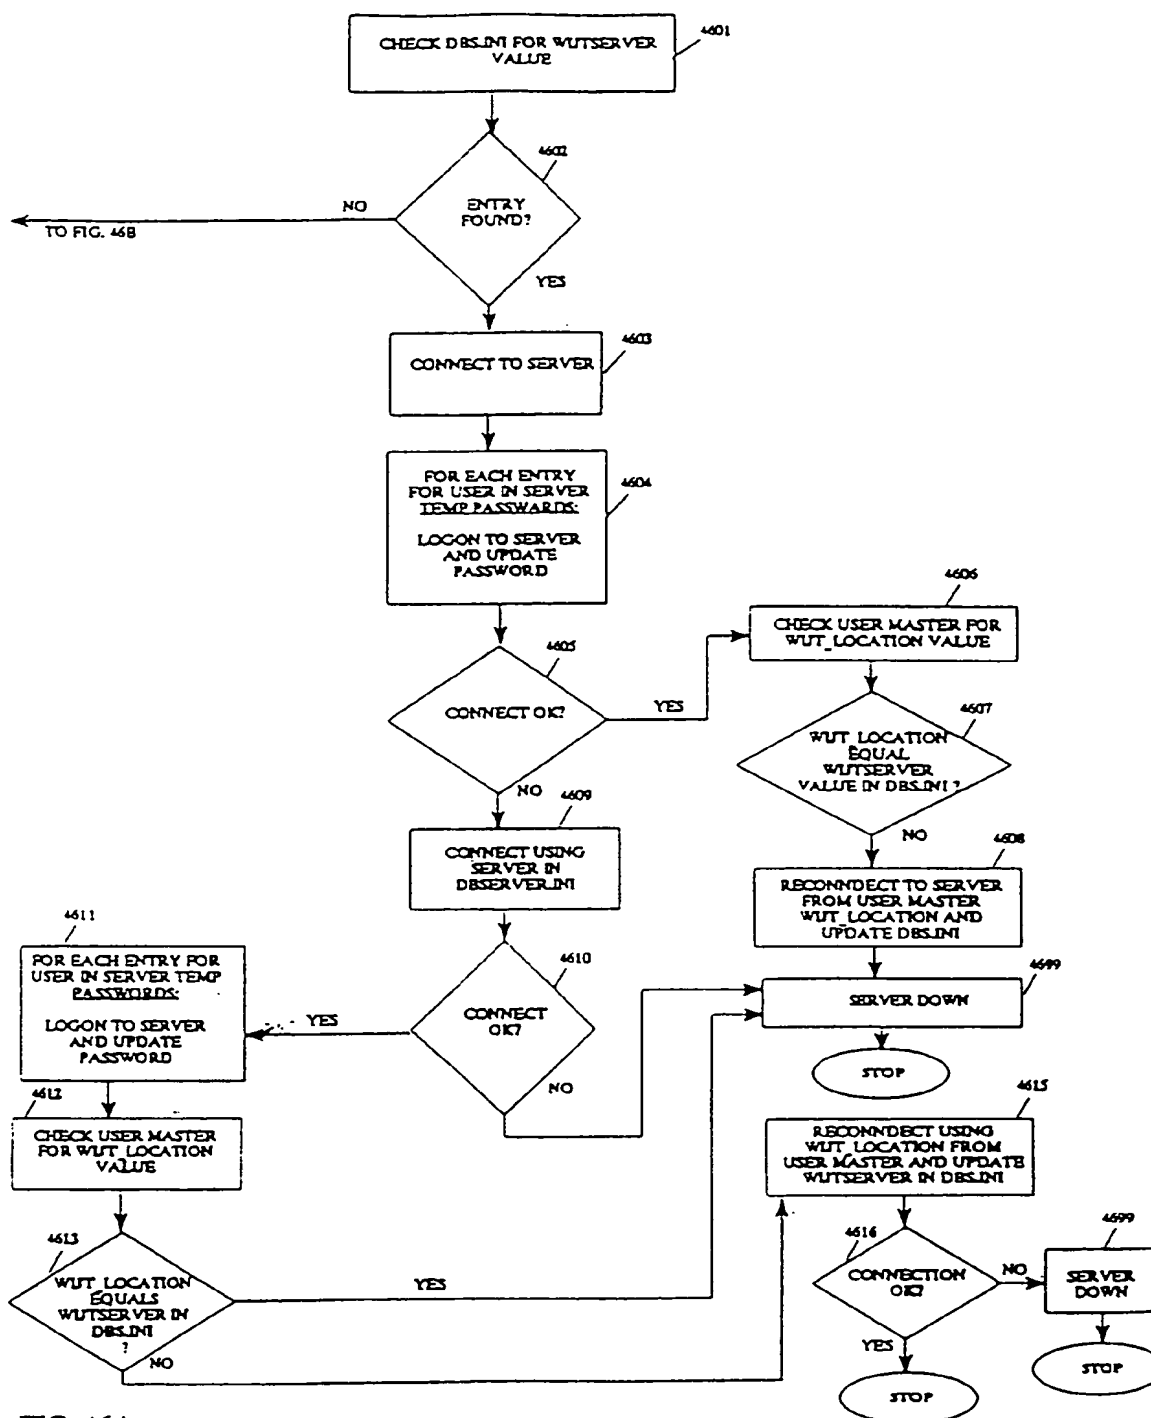 4601
CHECK DBS.INI FOR WUTSERVER
VALUE
4602
ENTRY
FOUND?
NO
TO FIG. 46B
YES
4603
CONNECT TO SERVER
4604
FOR EACH ENTRY
FOR USER IN SERVER
TEMP PASSWARDS:
LOGON TO SERVER
AND UPDATE
PASSWORD
4605
CONNECT OK?
YES
NO
4606
CHECK USER MASTER FOR
WUT_LOCATION VALUE
4607
WUT_LOCATION
EQUAL
WUTSERVER
VALUE IN DBS.INI ?
NO
4608
RECONNDECT TO SERVER
FROM USER MASTER
WUT_LOCATION AND
UPDATE DBS.INI
4609
CONNECT USING
SERVER IN
DBSERVER.INI
4610
CONNECT
OK?
YES
NO
4699
SERVER DOWN
STOP
4611
FOR EACH ENTRY FOR
USER IN SERVER TEMP
PASSWORDS:
LOGON TO SERVER
AND UPDATE
PASSWORD
4612
CHECK USER MASTER
FOR WUT_LOCATION
VALUE
4613
WUT_LOCATION
EQUALS
WUTSERVER IN
DBS.INI
?
YES
NO
4615
RECONNDECT USING
WUT_LOCATION FROM
USER MASTER AND UPDATE
WUTSERVER IN DBS.INI
4616
CONNECTION
OK?
NO
YES
STOP
4699
SERVER
DOWN
STOP